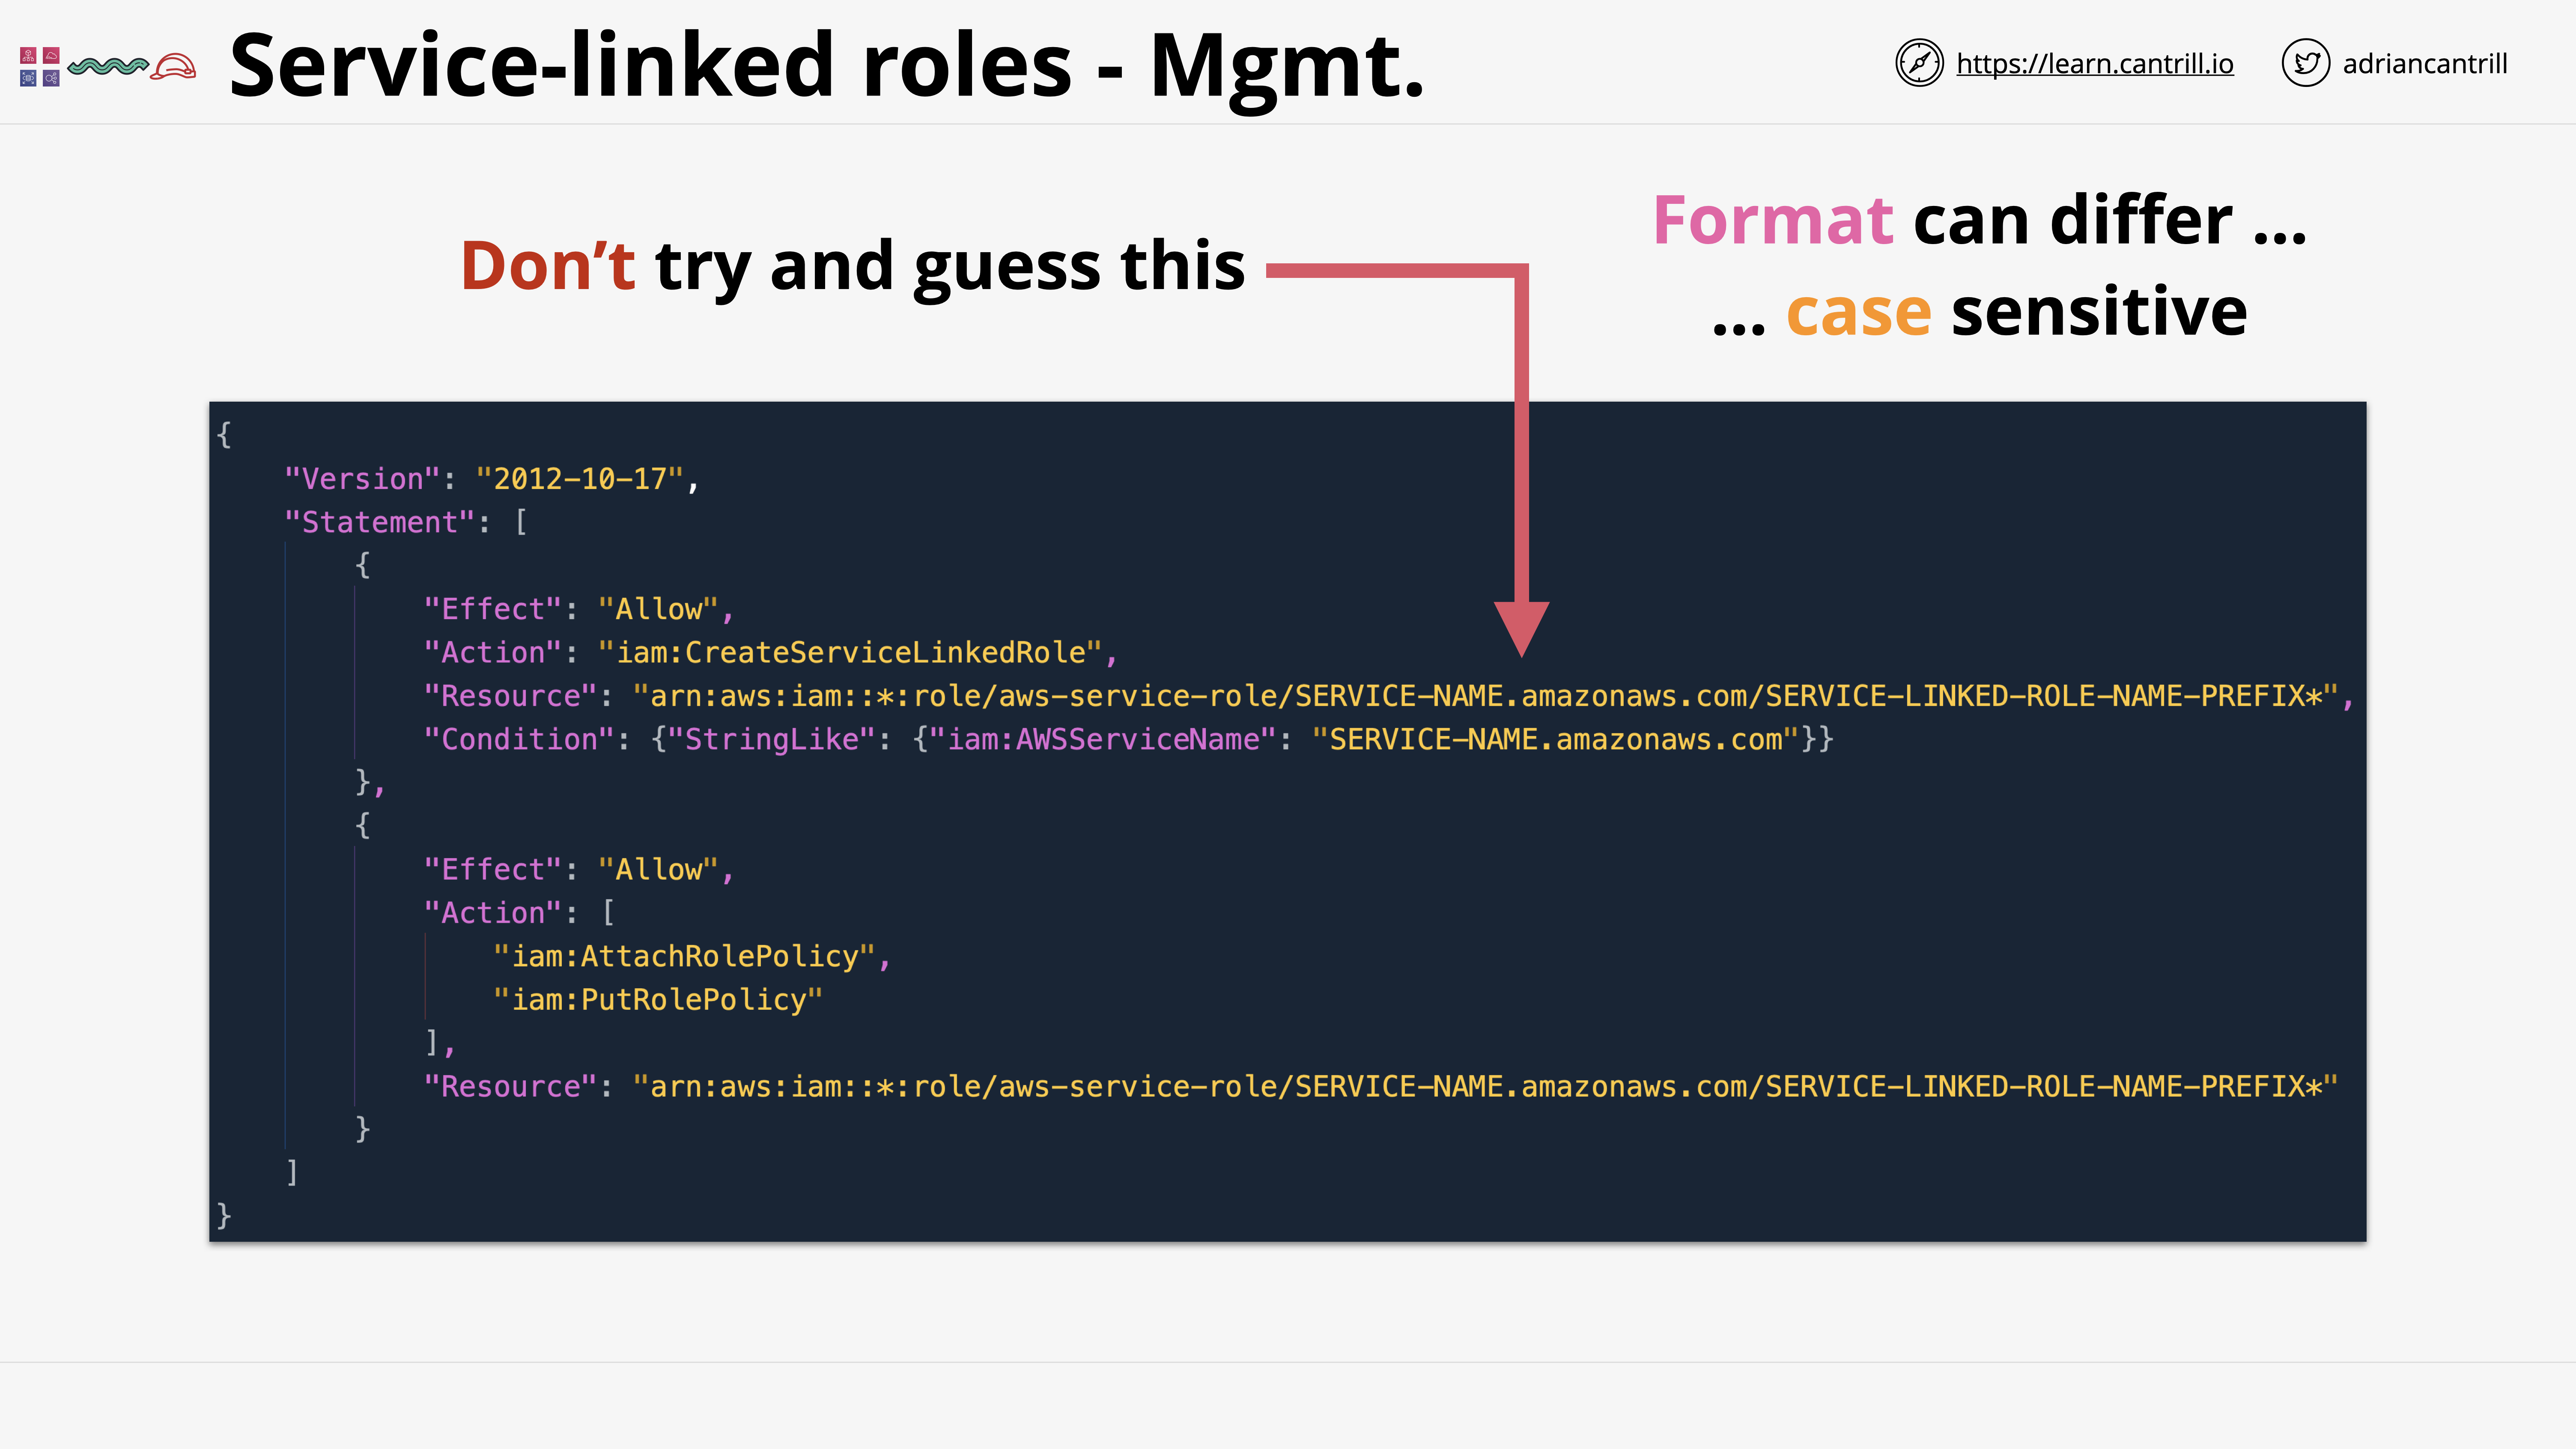 Service-linked roles - Mgmt.
https://learn.cantrill.io
adriancantrill
Don’t try and guess this
Format can differ ...
... case sensitive
{
    "Version": "2012-10-17",
    "Statement": [
        {
            "Effect": "Allow",
            "Action": "iam:CreateServiceLinkedRole",
            "Resource": "arn:aws:iam::*:role/aws-service-role/SERVICE-NAME.amazonaws.com/SERVICE-LINKED-ROLE-NAME-PREFIX*",
            "Condition": {"StringLike": {"iam:AWSServiceName": "SERVICE-NAME.amazonaws.com"}}
        },
        {
            "Effect": "Allow",
            "Action": [
                "iam:AttachRolePolicy",
                "iam:PutRolePolicy"
            ],
            "Resource": "arn:aws:iam::*:role/aws-service-role/SERVICE-NAME.amazonaws.com/SERVICE-LINKED-ROLE-NAME-PREFIX*"
        }
    ]
}